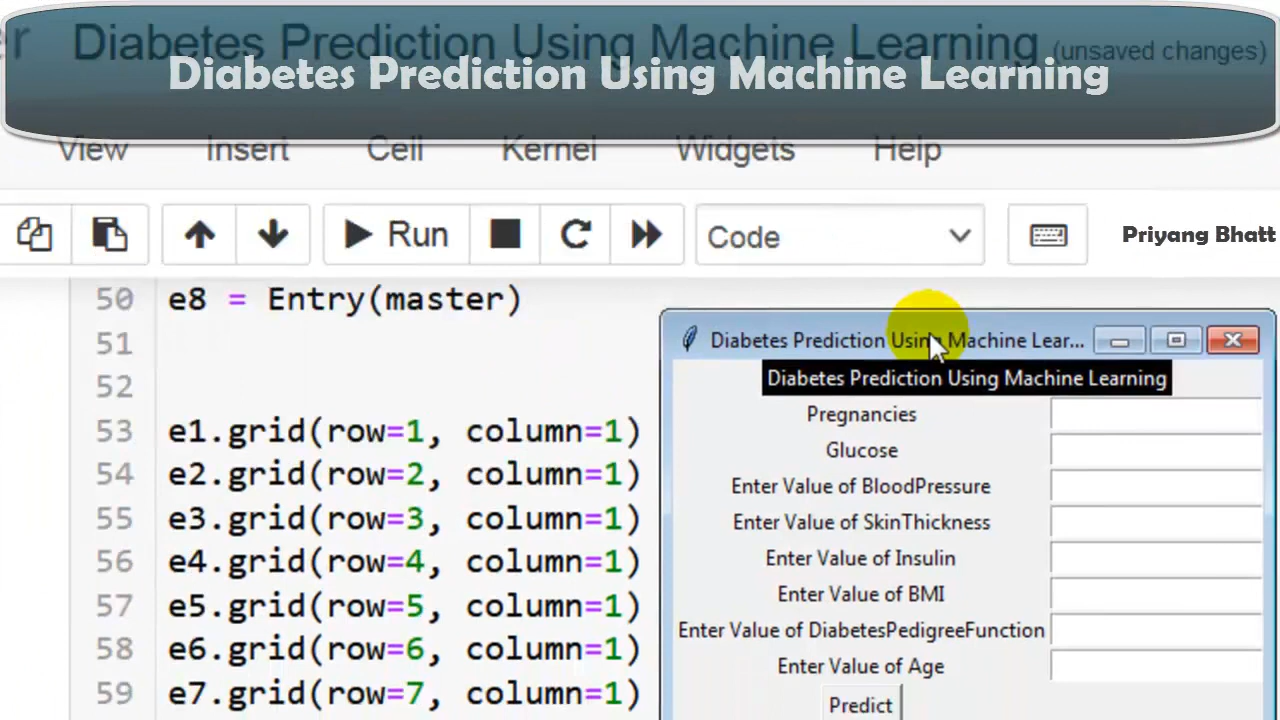 er Diabetes Prediction Using Machine Learning (unsaved changes)
Diabetes Prediction Using Machine Learning
View Insert Cell Kernel Widgets Help
Run Code Priyang Bhatt
50 e8 = Entry(master)
51
52
53 e1.grid(row=1, column=1)
54 e2.grid(row=2, column=1)
55 e3.grid(row=3, column=1)
56 e4.grid(row=4, column=1)
57 e5.grid(row=5, column=1)
58 e6.grid(row=6, column=1)
59 e7.grid(row=7, column=1)
Diabetes Prediction Using Machine Lear...
Diabetes Prediction Using Machine Learning
Pregnancies
Glucose
Enter Value of BloodPressure
Enter Value of SkinThickness
Enter Value of Insulin
Enter Value of BMI
Enter Value of DiabetesPedigreeFunction
Enter Value of Age
Predict